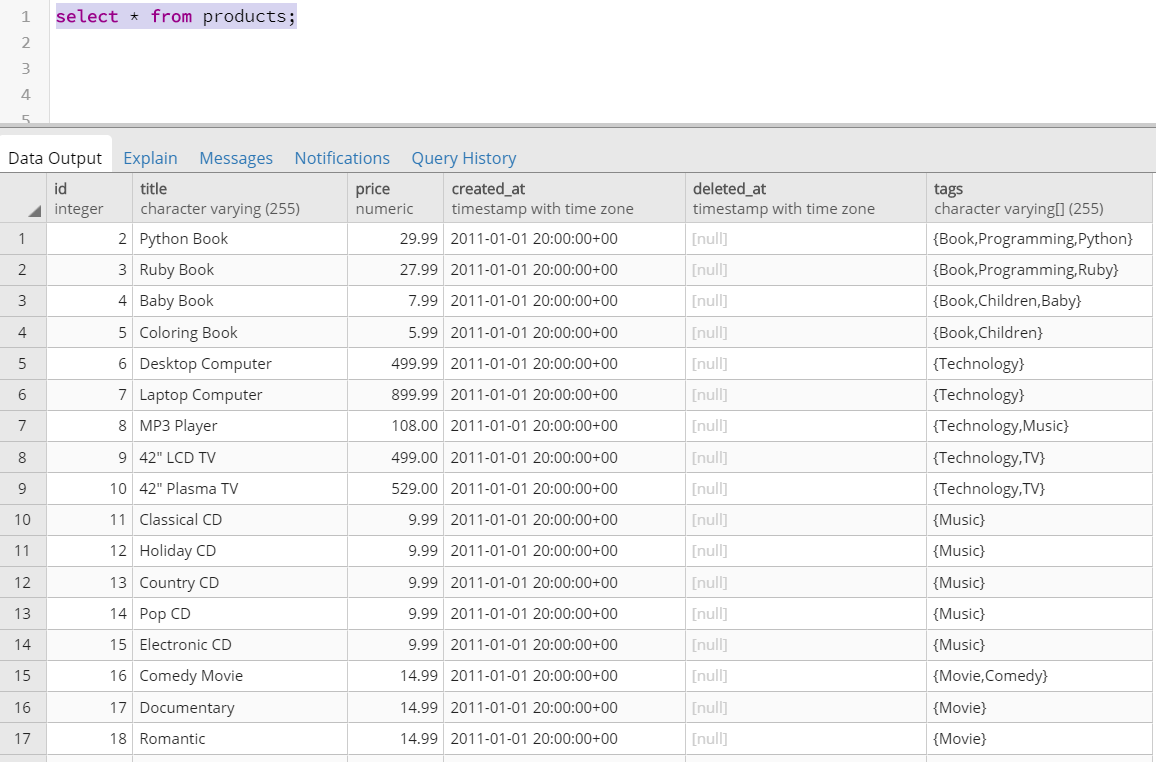 1 select * from products;
2
3
4
5
Data Output Explain Messages Notifications Query History
id title price created_at deleted_at tags
integer character varying (255) numeric timestamp with time zone timestamp with time zone character varying[] (255)
1 2 Python Book 29.99 2011-01-01 20:00:00+00 [null] {Book,Programming,Python}
2 3 Ruby Book 27.99 2011-01-01 20:00:00+00 [null] {Book,Programming,Ruby}
3 4 Baby Book 7.99 2011-01-01 20:00:00+00 [null] {Book,Children,Baby}
4 5 Coloring Book 5.99 2011-01-01 20:00:00+00 [null] {Book,Children}
5 6 Desktop Computer 499.99 2011-01-01 20:00:00+00 [null] {Technology}
6 7 Laptop Computer 899.99 2011-01-01 20:00:00+00 [null] {Technology}
7 8 MP3 Player 108.00 2011-01-01 20:00:00+00 [null] {Technology,Music}
8 9 42" LCD TV 499.00 2011-01-01 20:00:00+00 [null] {Technology,TV}
9 10 42" Plasma TV 529.00 2011-01-01 20:00:00+00 [null] {Technology,TV}
10 11 Classical CD 9.99 2011-01-01 20:00:00+00 [null] {Music}
11 12 Holiday CD 9.99 2011-01-01 20:00:00+00 [null] {Music}
12 13 Country CD 9.99 2011-01-01 20:00:00+00 [null] {Music}
13 14 Pop CD 9.99 2011-01-01 20:00:00+00 [null] {Music}
14 15 Electronic CD 9.99 2011-01-01 20:00:00+00 [null] {Music}
15 16 Comedy Movie 14.99 2011-01-01 20:00:00+00 [null] {Movie,Comedy}
16 17 Documentary 14.99 2011-01-01 20:00:00+00 [null] {Movie}
17 18 Romantic 14.99 2011-01-01 20:00:00+00 [null] {Movie}